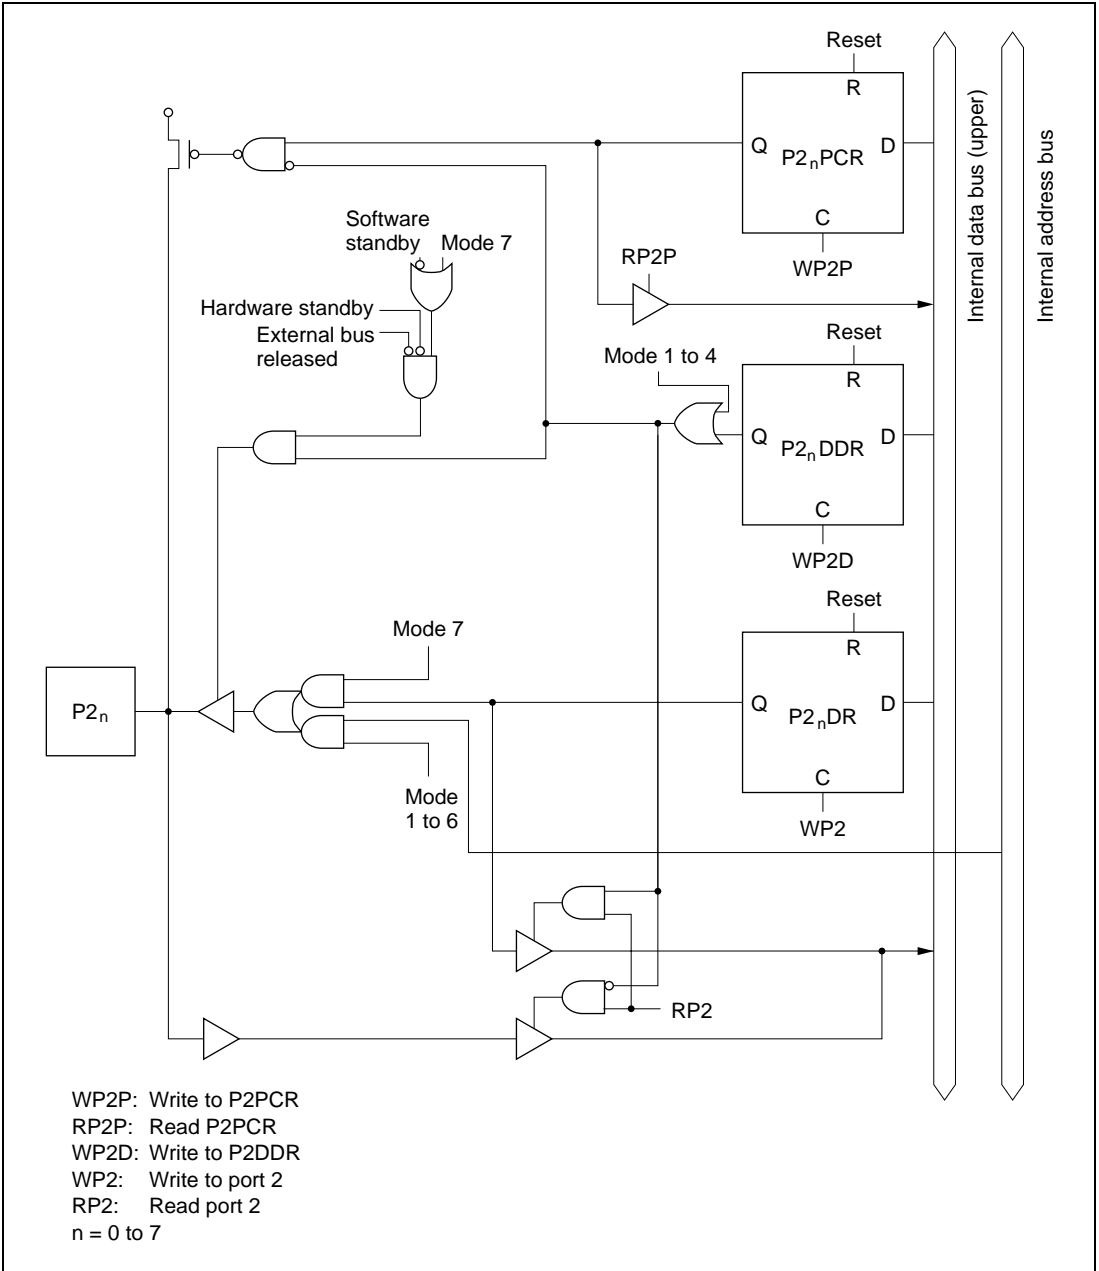 Reset
R
Q
P2nPCR
D
C
WP2P
Internal data bus (upper)
Internal address bus
Software
standby
Mode 7
Hardware standby
External bus
released
RP2P
Mode 1 to 4
Reset
R
Q
P2nDDR
D
C
WP2D
Reset
R
Q
P2nDR
D
C
WP2
Mode 7
P2n
Mode
1 to 6
RP2
WP2P: Write to P2PCR
RP2P: Read P2PCR
WP2D: Write to P2DDR
WP2: Write to port 2
RP2: Read port 2
n = 0 to 7